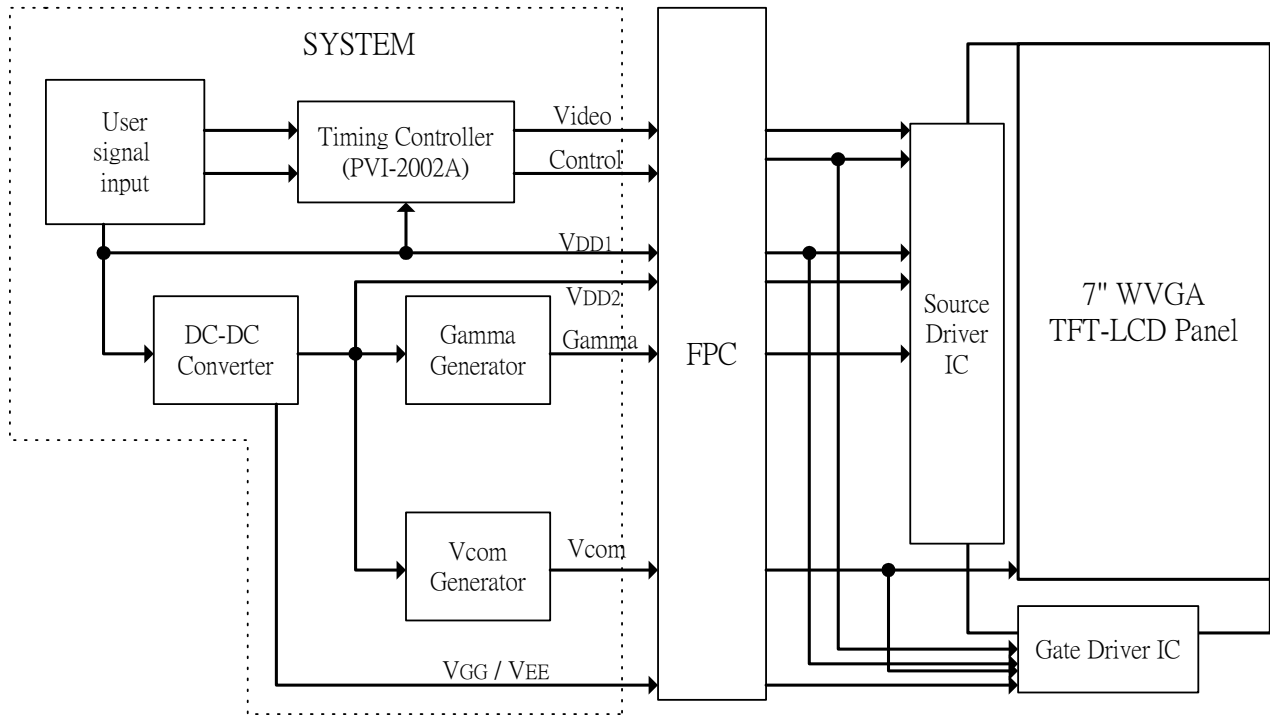 SYSTEM
User
signal
input
Timing Controller
(PVI-2002A)
Video
Control
VDD1
VDD2
DC-DC
Converter
Gamma
Generator
Gamma
FPC
Source
Driver
IC
7" WVGA
TFT-LCD Panel
Vcom
Generator
Vcom
VGG / VEE
Gate Driver IC